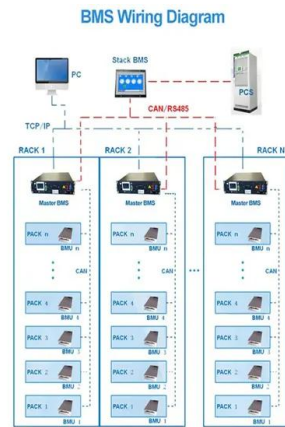 BMS Wiring Diagram
Stack BMS
PC
PCS
CAN/RS485
TCP/IP
RACK 1
RACK 2
RACK N
Master BMS
Master BMS
Master BMS
PACK n
BMU n
PACK n
BMU n
PACK n
BMU n
CAN
CAN
...
CAN
PACK 4
BMU 4
PACK 4
BMU 4
PACK 4
BMU 4
PACK 3
BMU 3
PACK 3
BMU 3
PACK 3
BMU 3
PACK 2
BMU 2
PACK 2
BMU 2
PACK 2
BMU 2
PACK 1
BMU 1
PACK 1
BMU 1
PACK 1
BMU 1